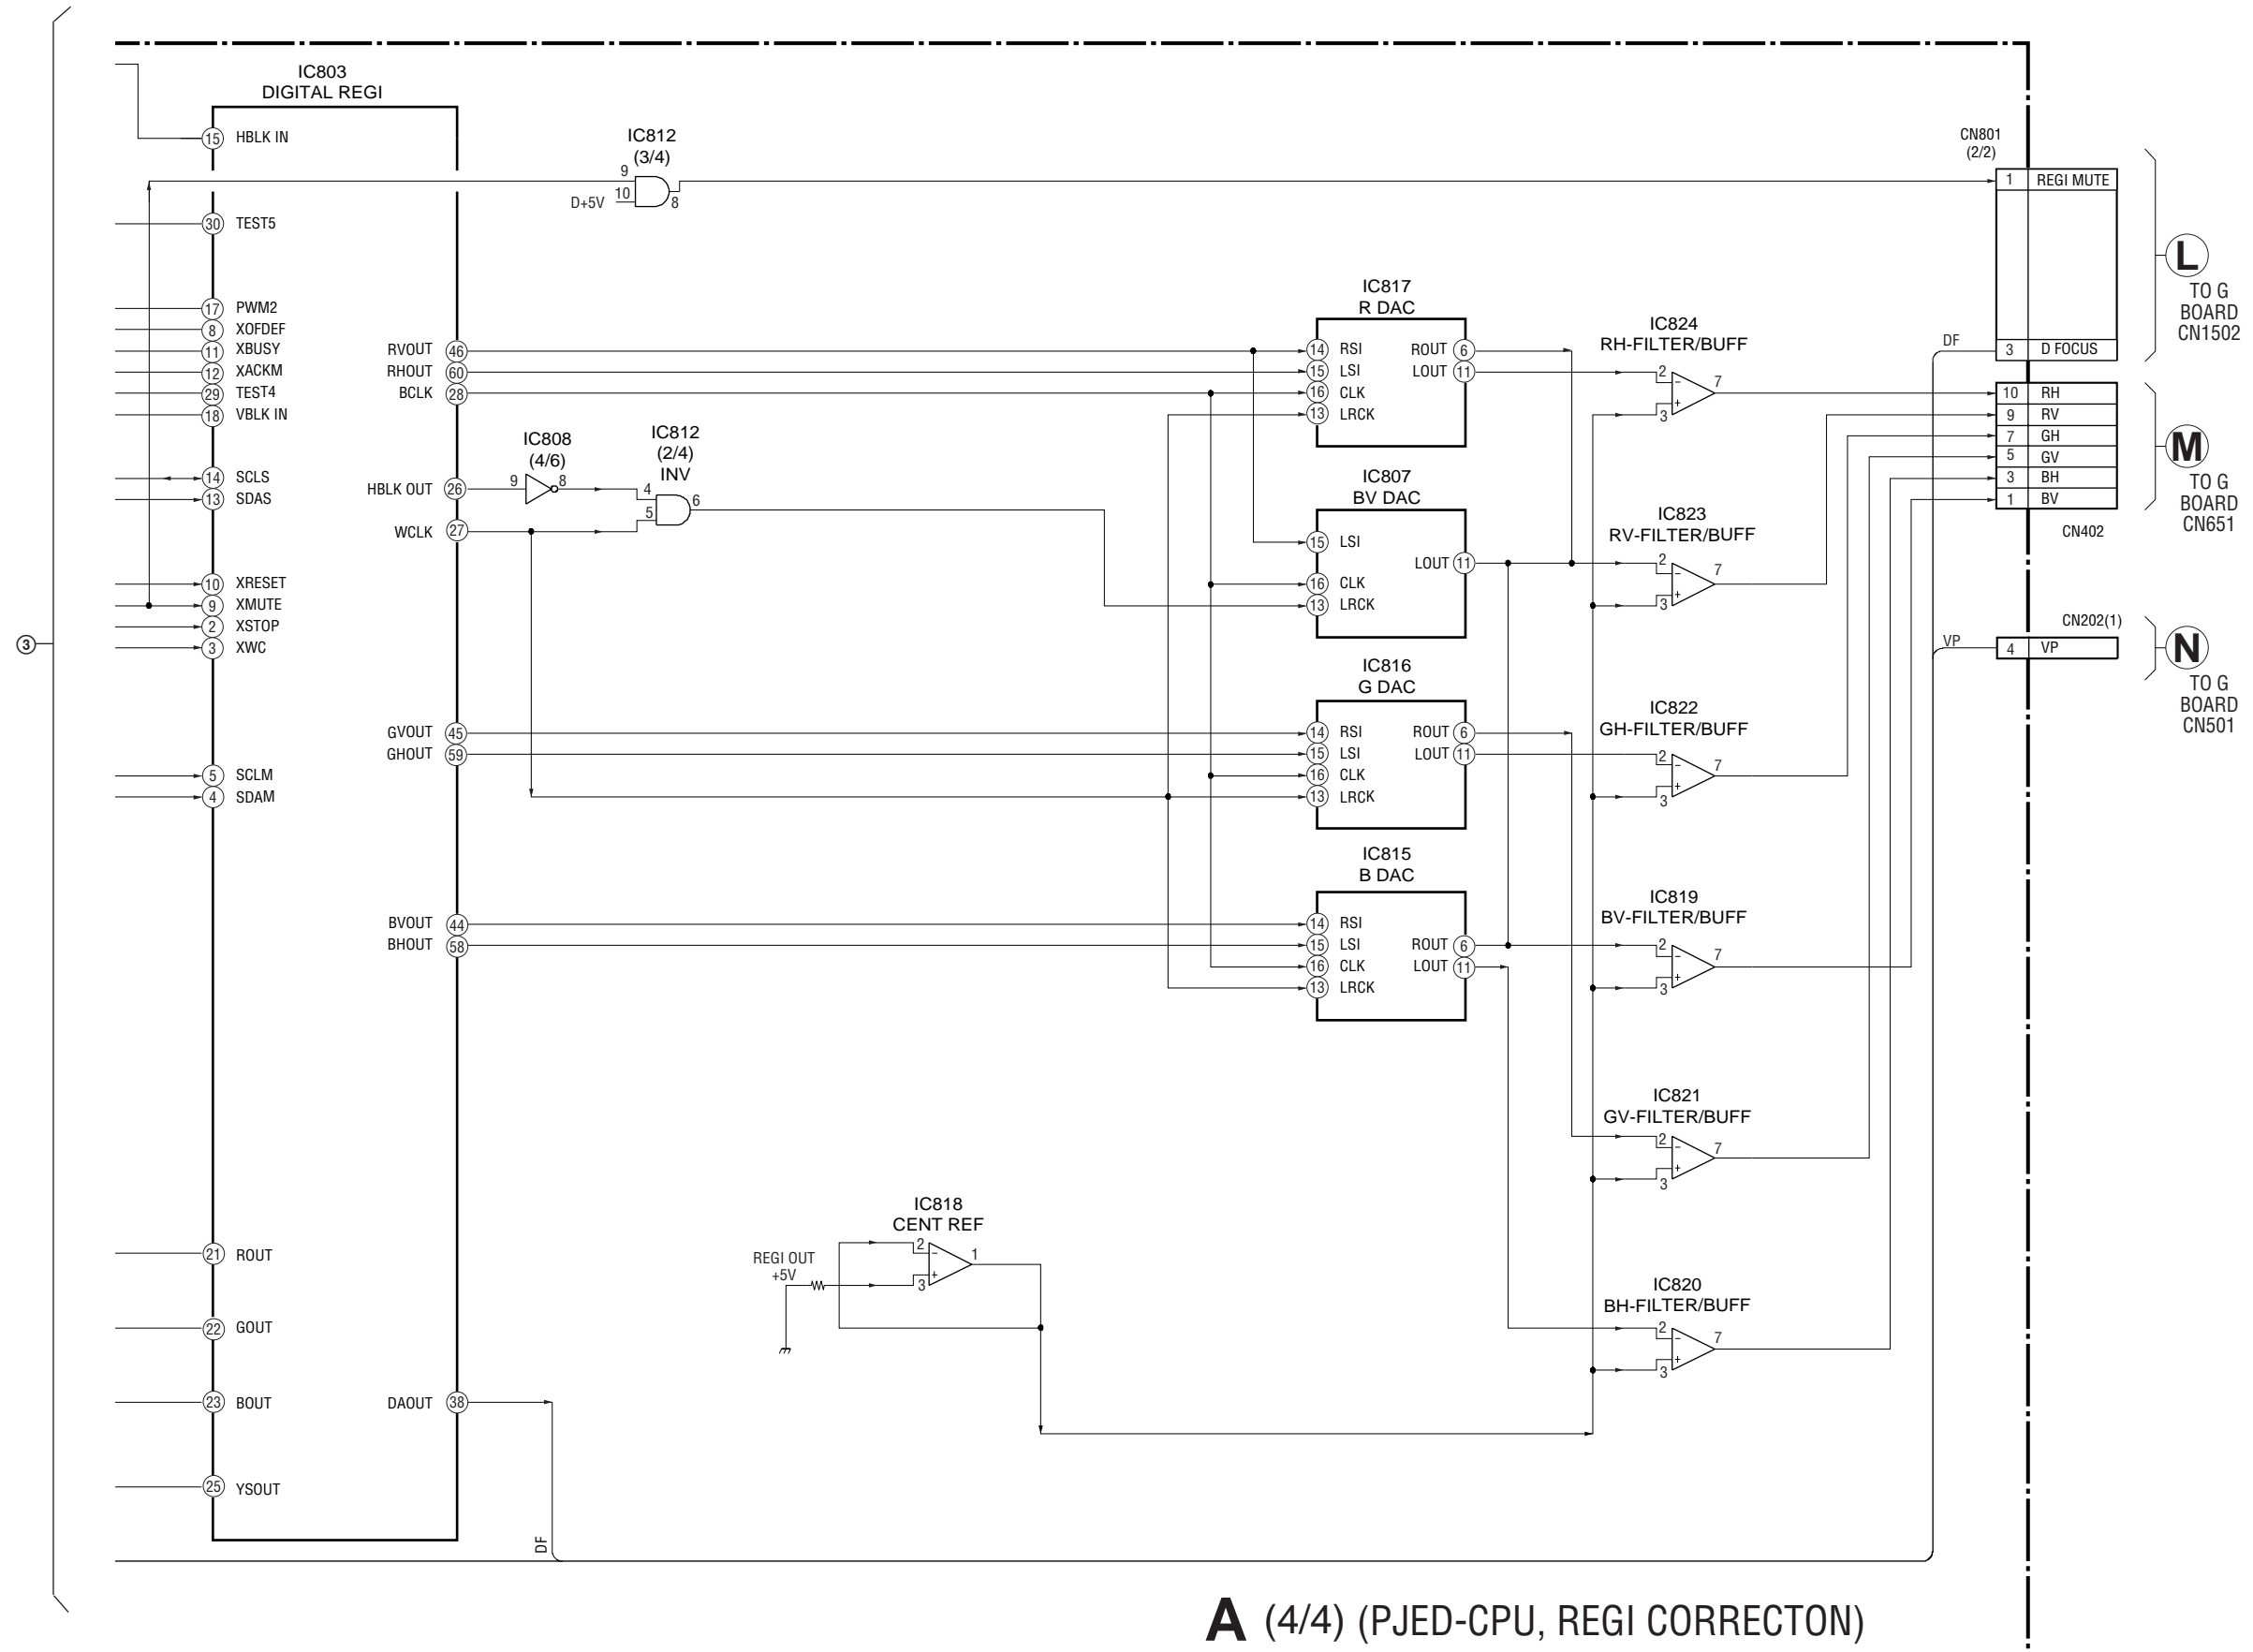 IC803
DIGITAL REGI
15 HBLK IN
30 TEST5
17 PWM2
8 XOFDEF
11 XBUSY
12 XACKM
29 TEST4
18 VBLK IN
14 SCLS
13 SDAS
10 XRESET
9 XMUTE
2 XSTOP
3 XWC
5 SCLM
4 SDAM
21 ROUT
22 GOUT
23 BOUT
25 YSOUT
RVOUT 46
RHOUT 60
BCLK 28
HBLK OUT 26
WCLK 27
GVOUT 45
GHOUT 59
BVOUT 44
BHOUT 58
DAOUT 38
DF
3
IC812
(3/4)
9
D+5V 10
8
IC808
(4/6)
9 8
IC812
(2/4)
INV
4
5
6
IC817
R DAC
14 RSI
15 LSI
16 CLK
13 LRCK
ROUT 6
LOUT 11
IC807
BV DAC
15 LSI
16 CLK
13 LRCK
LOUT 11
IC816
G DAC
14 RSI
15 LSI
16 CLK
13 LRCK
ROUT 6
LOUT 11
IC815
B DAC
14 RSI
15 LSI
16 CLK
13 LRCK
ROUT 6
LOUT 11
IC818
CENT REF
REGI OUT
+5V
2 -
3 +
1
IC824
RH-FILTER/BUFF
2 -
3 +
7
IC823
RV-FILTER/BUFF
2 -
3 +
7
IC822
GH-FILTER/BUFF
2 -
3 +
7
IC819
BV-FILTER/BUFF
2 -
3 +
7
IC821
GV-FILTER/BUFF
2 -
3 +
7
IC820
BH-FILTER/BUFF
2 -
3 +
7
CN801
(2/2)
1 REGI MUTE
DF 3 D FOCUS
L
TO G
BOARD
CN1502
10 RH
9 RV
7 GH
5 GV
3 BH
1 BV
CN402
M
TO G
BOARD
CN651
CN202(1)
VP 4 VP
N
TO G
BOARD
CN501
A (4/4) (PJED-CPU, REGI CORRECTON)